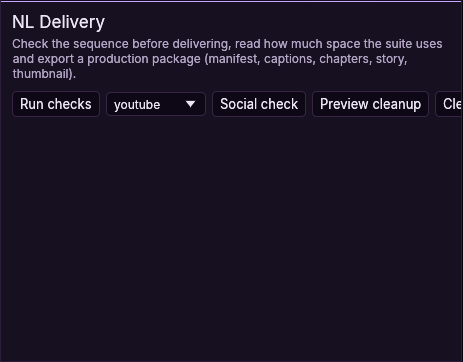 NL Delivery
Check the sequence before delivering, read how much space the suite uses
and export a production package (manifest, captions, chapters, story,
thumbnail).
Run checks youtube Social check Preview cleanup